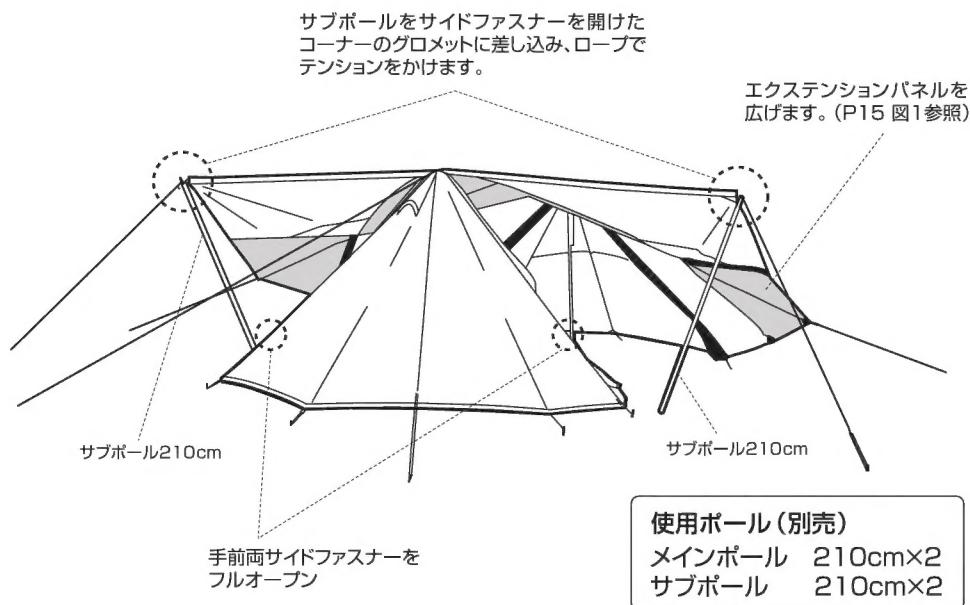 サブポールをサイドファスナーを開けた
コーナーのグロメットに差し込み、ロープで
テンションをかけます。
エクステンションパネルを
広げます。(P15 図1参照)
サブポール210cm
サブポール210cm
手前両サイドファスナーを
フルオープン
使用ポール(別売)
メインポール 210cm×2
サブポール 210cm×2